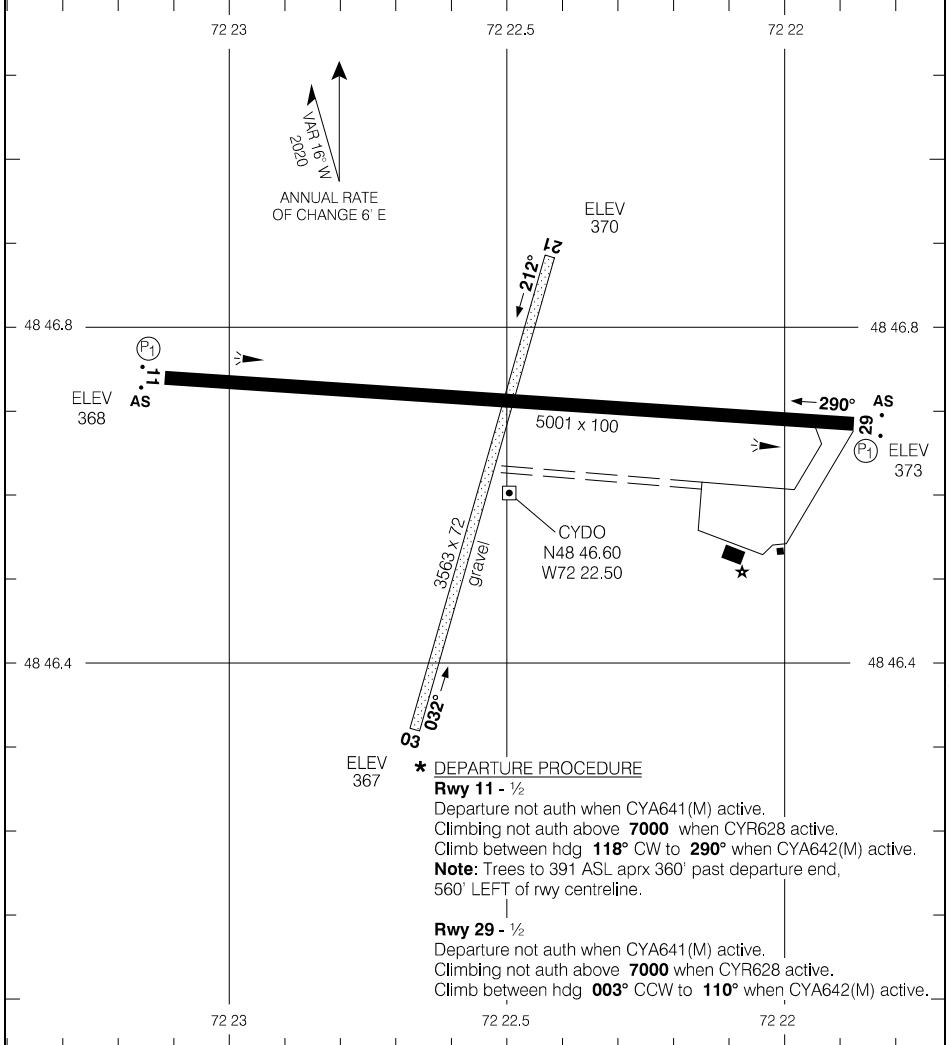 72 23
72 22.5
72 22
VAR 16° W
2020
ANNUAL RATE
OF CHANGE 6' E
ELEV
370
21
212°
48 46.8
48 46.8
P1
11
AS
ELEV
368
290°
AS
29
P1
ELEV
373
5001 x 100
3563 x 72
gravel
CYDO
N48 46.60
W72 22.50
48 46.4
48 46.4
032°
03
ELEV
367
* DEPARTURE PROCEDURE
Rwy 11 - ½
Departure not auth when CYA641(M) active.
Climbing not auth above 7000 when CYR628 active.
Climb between hdg 118° CW to 290° when CYA642(M) active.
Note: Trees to 391 ASL aprx 360' past departure end,
560' LEFT of rwy centreline.
Rwy 29 - ½
Departure not auth when CYA641(M) active.
Climbing not auth above 7000 when CYR628 active.
Climb between hdg 003° CCW to 110° when CYA642(M) active.
72 23
72 22.5
72 22